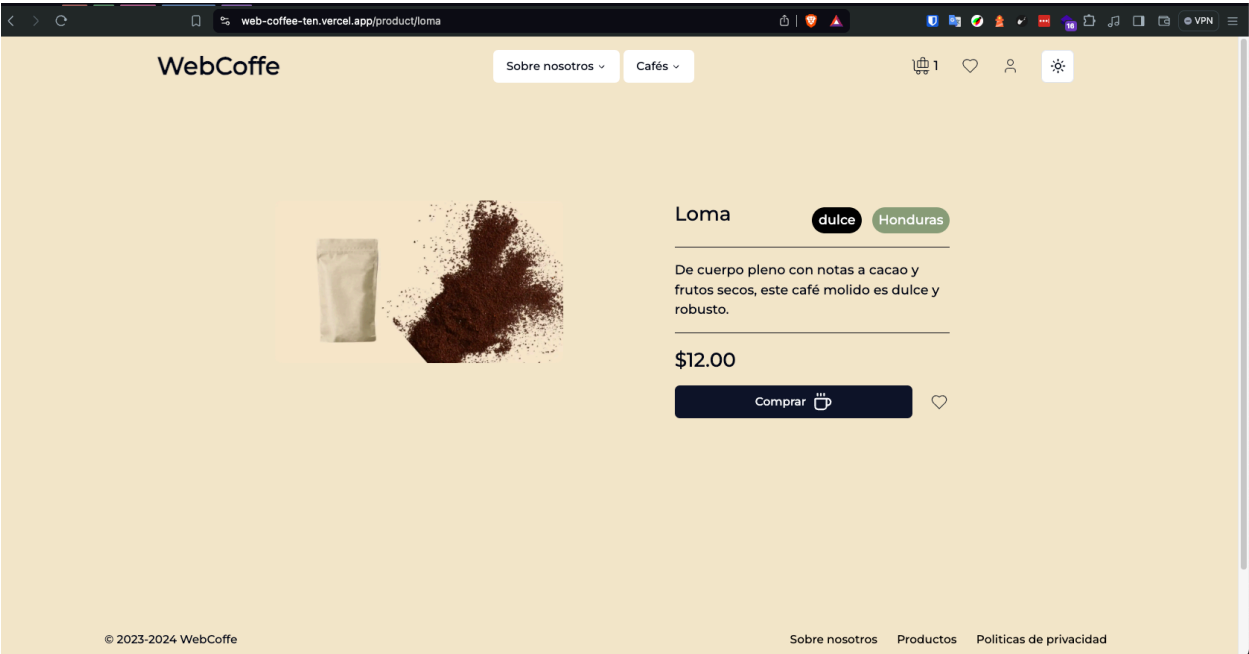 web-coffee-ten.vercel.app/product/loma
16
VPN
WebCoffe
Sobre nosotros
Cafés
1
Loma
dulce
Honduras
De cuerpo pleno con notas a cacao y
frutos secos, este café molido es dulce y
robusto.
$12.00
Comprar
© 2023-2024 WebCoffe
Sobre nosotros
Productos
Politicas de privacidad